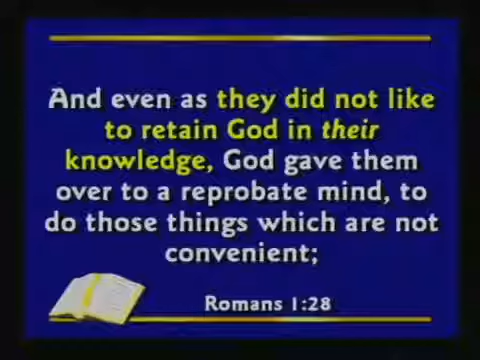 And even as they did not like
to retain God in their
knowledge, God gave them
over to a reprobate mind, to
do those things which are not
convenient;
Romans 1:28